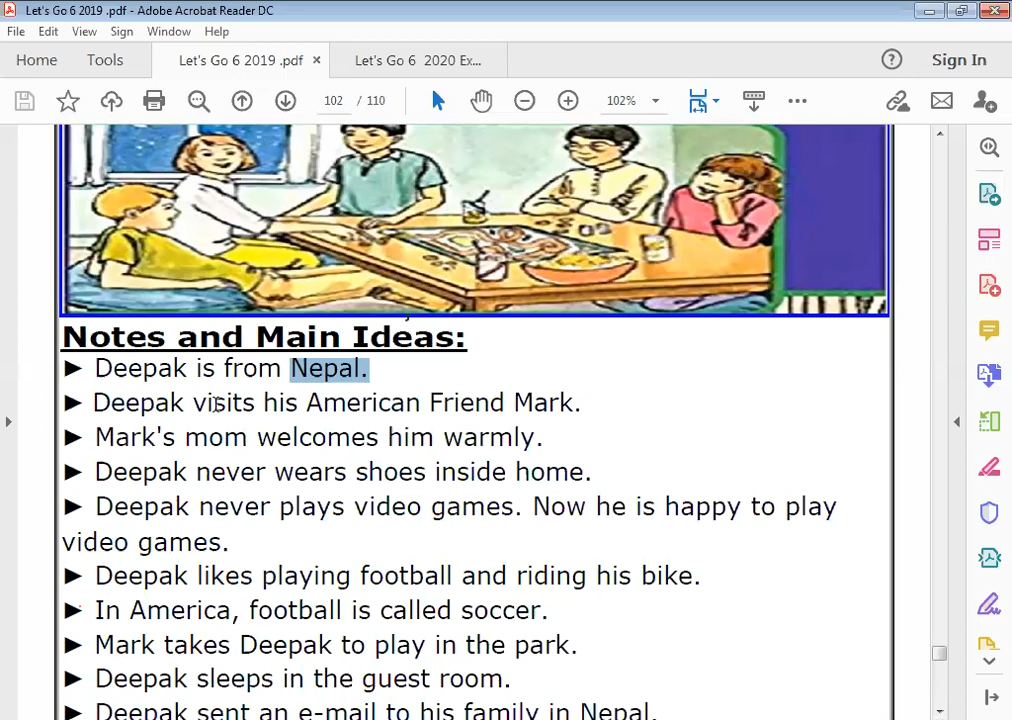 Let's Go 6 2019 .pdf - Adobe Acrobat Reader DC
File Edit View Sign Window Help
Home Tools Let's Go 6 2019 .pdf × Let's Go 6 2020 Ex... Sign In
102 / 110 102%
Notes and Main Ideas:
► Deepak is from Nepal.
► Deepak visits his American Friend Mark.
► Mark's mom welcomes him warmly.
► Deepak never wears shoes inside home.
► Deepak never plays video games. Now he is happy to play
video games.
► Deepak likes playing football and riding his bike.
► In America, football is called soccer.
► Mark takes Deepak to play in the park.
► Deepak sleeps in the guest room.
► Deepak sent an e-mail to his family in Nepal.